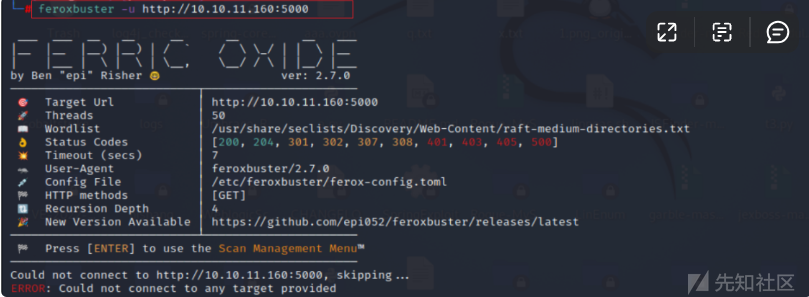 feroxbuster -u http://10.10.11.160:5000
FERRIC OXIDE
by Ben "epi" Risher 🤓 ver: 2.7.0
🎯 Target Url │ http://10.10.11.160:5000
🚀 Threads │ 50
📖 Wordlist │ /usr/share/seclists/Discovery/Web-Content/raft-medium-directories.txt
👌 Status Codes │ [200, 204, 301, 302, 307, 308, 401, 403, 405, 500]
💥 Timeout (secs) │ 7
🦡 User-Agent │ feroxbuster/2.7.0
💉 Config File │ /etc/feroxbuster/ferox-config.toml
🏁 HTTP methods │ [GET]
🔃 Recursion Depth │ 4
🎉 New Version Available │ https://github.com/epi052/feroxbuster/releases/latest
🏁 Press [ENTER] to use the Scan Management Menu™
Could not connect to http://10.10.11.160:5000, skipping...
ERROR: Could not connect to any target provided
先知社区